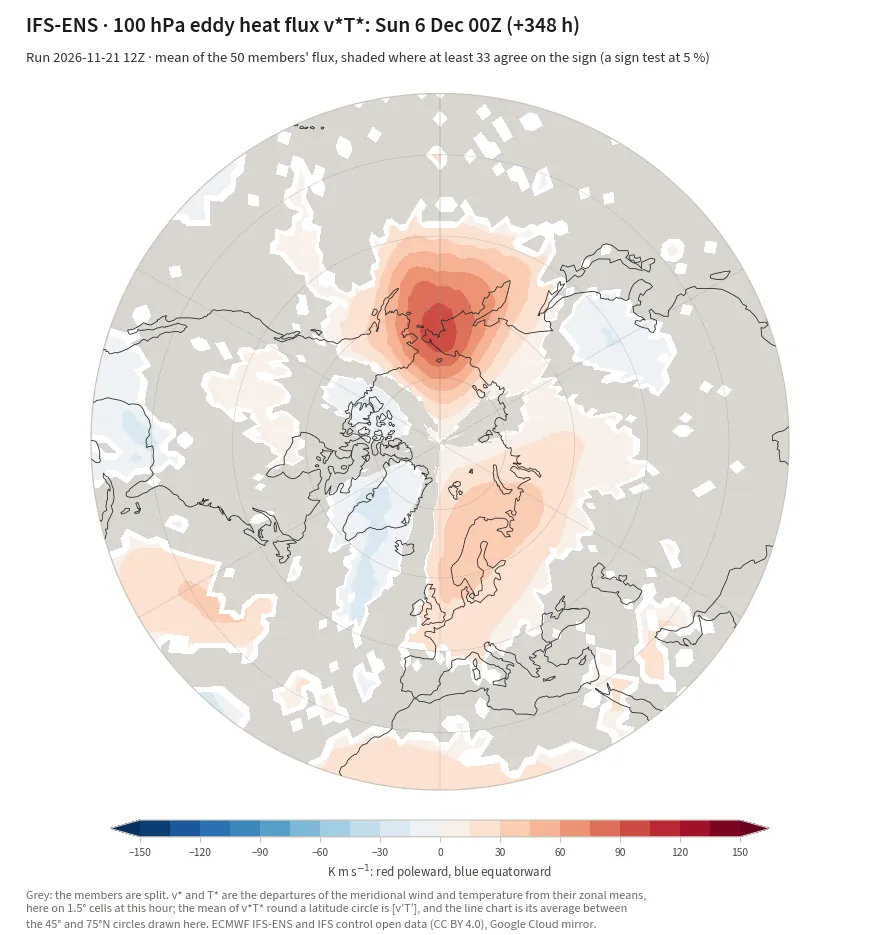 IFS-ENS · 100 hPa eddy heat flux v*T*: Sun 6 Dec 00Z (+348 h)
Run 2026-11-21 12Z · mean of the 50 members' flux, shaded where at least 33 agree on the sign (a sign test at 5 %)
−150 −120 −90 −60 −30 0 30 60 90 120 150
K m s⁻¹: red poleward, blue equatorward
Grey: the members are split. v* and T* are the departures of the meridional wind and temperature from their zonal means,
here on 1.5° cells at this hour; the mean of v*T* round a latitude circle is [v′T′], and the line chart is its average between
the 45° and 75°N circles drawn here. ECMWF IFS-ENS and IFS control open data (CC BY 4.0), Google Cloud mirror.